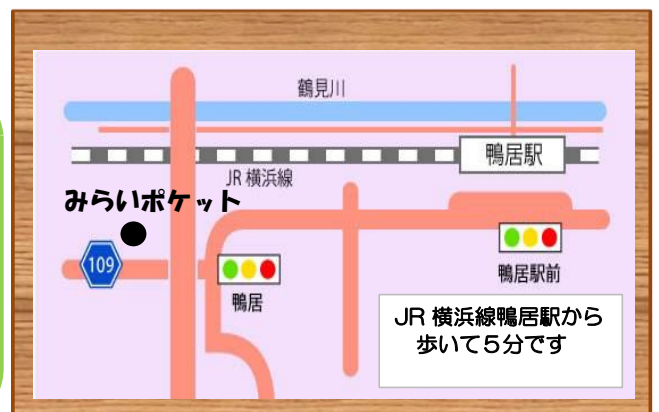 鶴見川
鴨居駅
JR 横浜線
みらいポケット
109
鴨居
鴨居駅前
JR 横浜線鴨居駅から
歩いて5分です